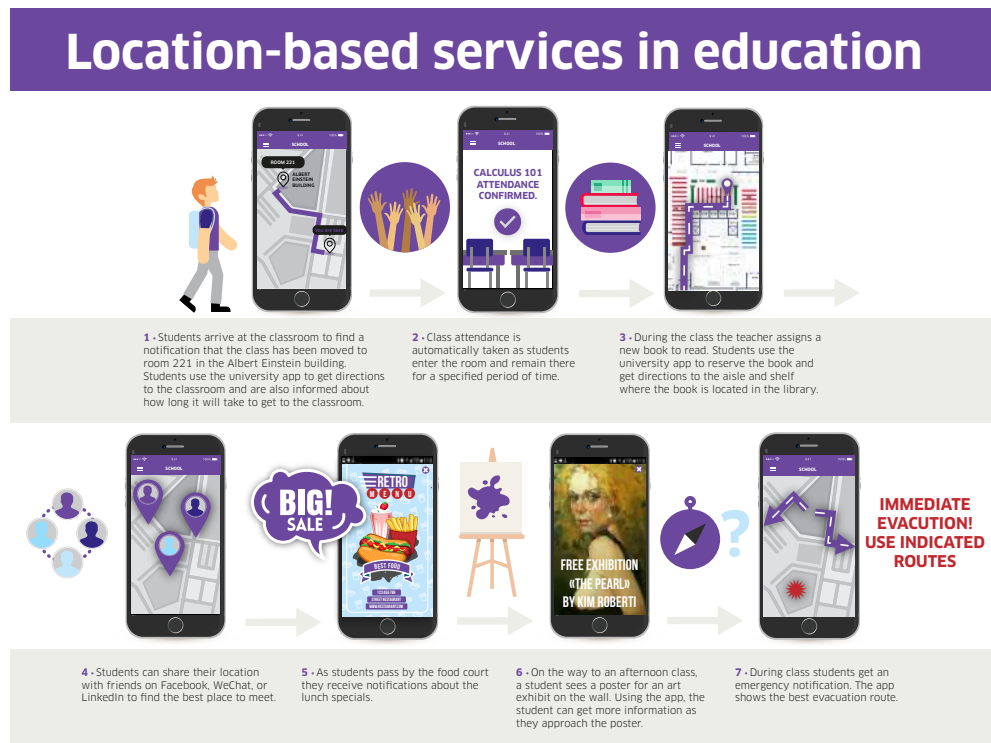 Location-based services in education
SCHOOL
ROOM 221
ALBERT
EINSTEIN
BUILDING
You are here
SCHOOL
CALCULUS 101
ATTENDANCE
CONFIRMED.
SCHOOL
1 • Students arrive at the classroom to find a
notification that the class has been moved to
room 221 in the Albert Einstein building.
Students use the university app to get directions
to the classroom and are also informed about
how long it will take to get to the classroom.
2 • Class attendance is
automatically taken as students
enter the room and remain there
for a specified period of time.
3 • During the class the teacher assigns a
new book to read. Students use the
university app to reserve the book and
get directions to the aisle and shelf
where the book is located in the library.
SCHOOL
BIG!
SALE
RETRO
MENU
BEST FOOD
STREET RESTAURANT
WWW.RESTAURANT.COM
FREE EXHIBITION
«THE PEARL»
BY KIM ROBERTI
?
SCHOOL
IMMEDIATE
EVACUTION!
USE INDICATED
ROUTES
4 • Students can share their location
with friends on Facebook, WeChat, or
LinkedIn to find the best place to meet.
5 • As students pass by the food court
they receive notifications about the
lunch specials.
6 • On the way to an afternoon class,
a student sees a poster for an art
exhibit on the wall. Using the app, the
student can get more information as
they approach the poster.
7 • During class students get an
emergency notification. The app
shows the best evacuation route.